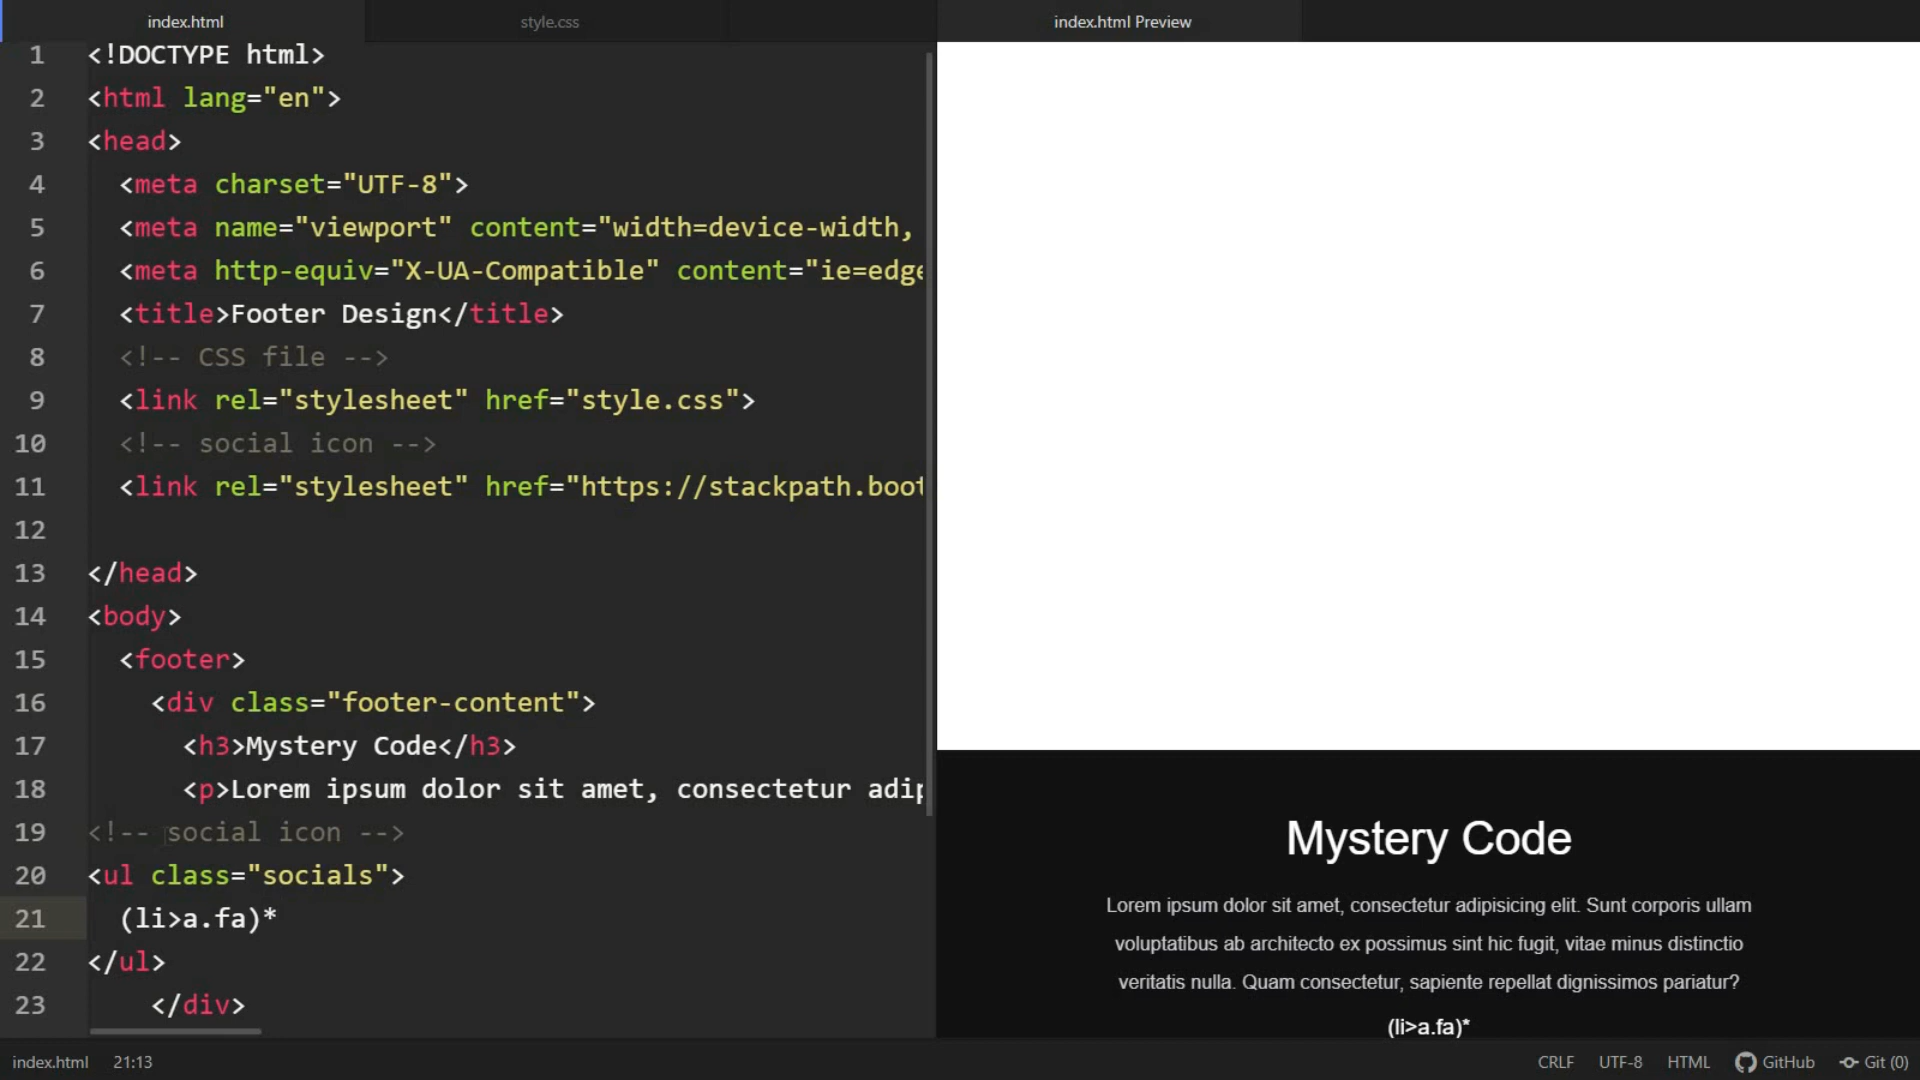 index.html
style.css
index.html Preview
1 <!DOCTYPE html>
2 <html lang="en">
3 <head>
4 <meta charset="UTF-8">
5 <meta name="viewport" content="width=device-width,
6 <meta http-equiv="X-UA-Compatible" content="ie=edge
7 <title>Footer Design</title>
8 <!-- CSS file -->
9 <link rel="stylesheet" href="style.css">
10 <!-- social icon -->
11 <link rel="stylesheet" href="https://stackpath.boot
12
13 </head>
14 <body>
15 <footer>
16 <div class="footer-content">
17 <h3>Mystery Code</h3>
18 <p>Lorem ipsum dolor sit amet, consectetur adip
19 <!-- social icon -->
20 <ul class="socials">
21 (li>a.fa)*
22 </ul>
23 </div>
Mystery Code
Lorem ipsum dolor sit amet, consectetur adipisicing elit. Sunt corporis ullam
voluptatibus ab architecto ex possimus sint hic fugit, vitae minus distinctio
veritatis nulla. Quam consectetur, sapiente repellat dignissimos pariatur?
(li>a.fa)*
index.html 21:13
CRLF UTF-8 HTML GitHub Git (0)